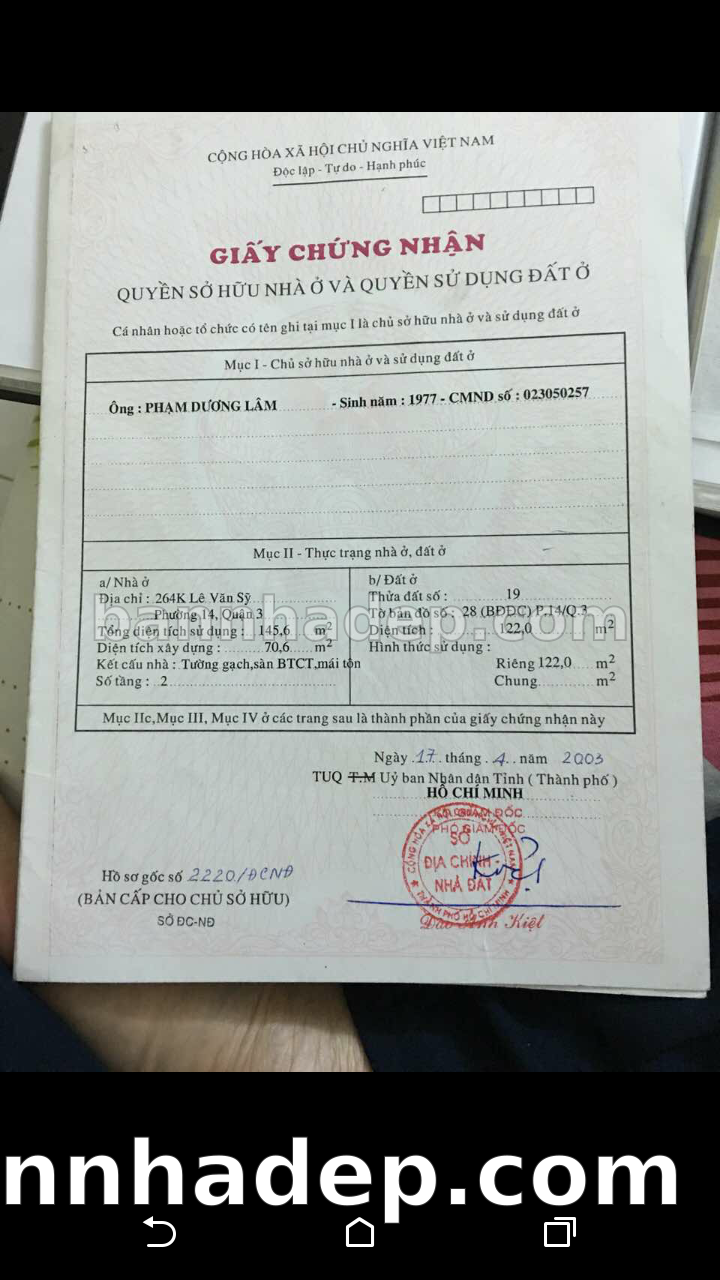 CỘNG HÒA XÃ HỘI CHỦ NGHĨA VIỆT NAM
Độc lập - Tự do - Hạnh phúc
GIẤY CHỨNG NHẬN
QUYỀN SỞ HỮU NHÀ Ở VÀ QUYỀN SỬ DỤNG ĐẤT Ở
Cá nhân hoặc tổ chức có tên ghi tại mục I là chủ sở hữu nhà ở và sử dụng đất ở
Mục I - Chủ sở hữu nhà ở và sử dụng đất ở
Ông : PHẠM DƯƠNG LÂM - Sinh năm : 1977 - CMND số : 023050257
Mục II - Thực trạng nhà ở, đất ở
a/ Nhà ở
Địa chỉ : 264K Lê Văn Sỹ
Phường 14, Quận 3
Tổng diện tích sử dụng : 145,6 m2
Diện tích xây dựng : 70,6 m2
Kết cấu nhà : Tường gạch,sàn BTCT,mái tôn
Số tầng : 2
b/ Đất ở
Thửa đất số : 19
Tờ bản đồ số : 28 (BĐĐC) P.14/Q.3
Diện tích : 122,0 m2
Hình thức sử dụng :
Riêng 122,0 m2
Chung m2
bannhadep.com
Mục IIc,Mục III, Mục IV ở các trang sau là thành phần của giấy chứng nhận này
Ngày 17 tháng 4 năm 2003
TUQ T.M Uỷ ban Nhân dân Tỉnh ( Thành phố )
HỒ CHÍ MINH
PHÓ GIÁM ĐỐC
SỞ
ĐỊA CHÍNH
NHÀ ĐẤT
Kiệt
Hồ sơ gốc số 2220/ĐCNĐ
(BẢN CẤP CHO CHỦ SỞ HỮU)
SỞ ĐC-NĐ
nnhadep.com